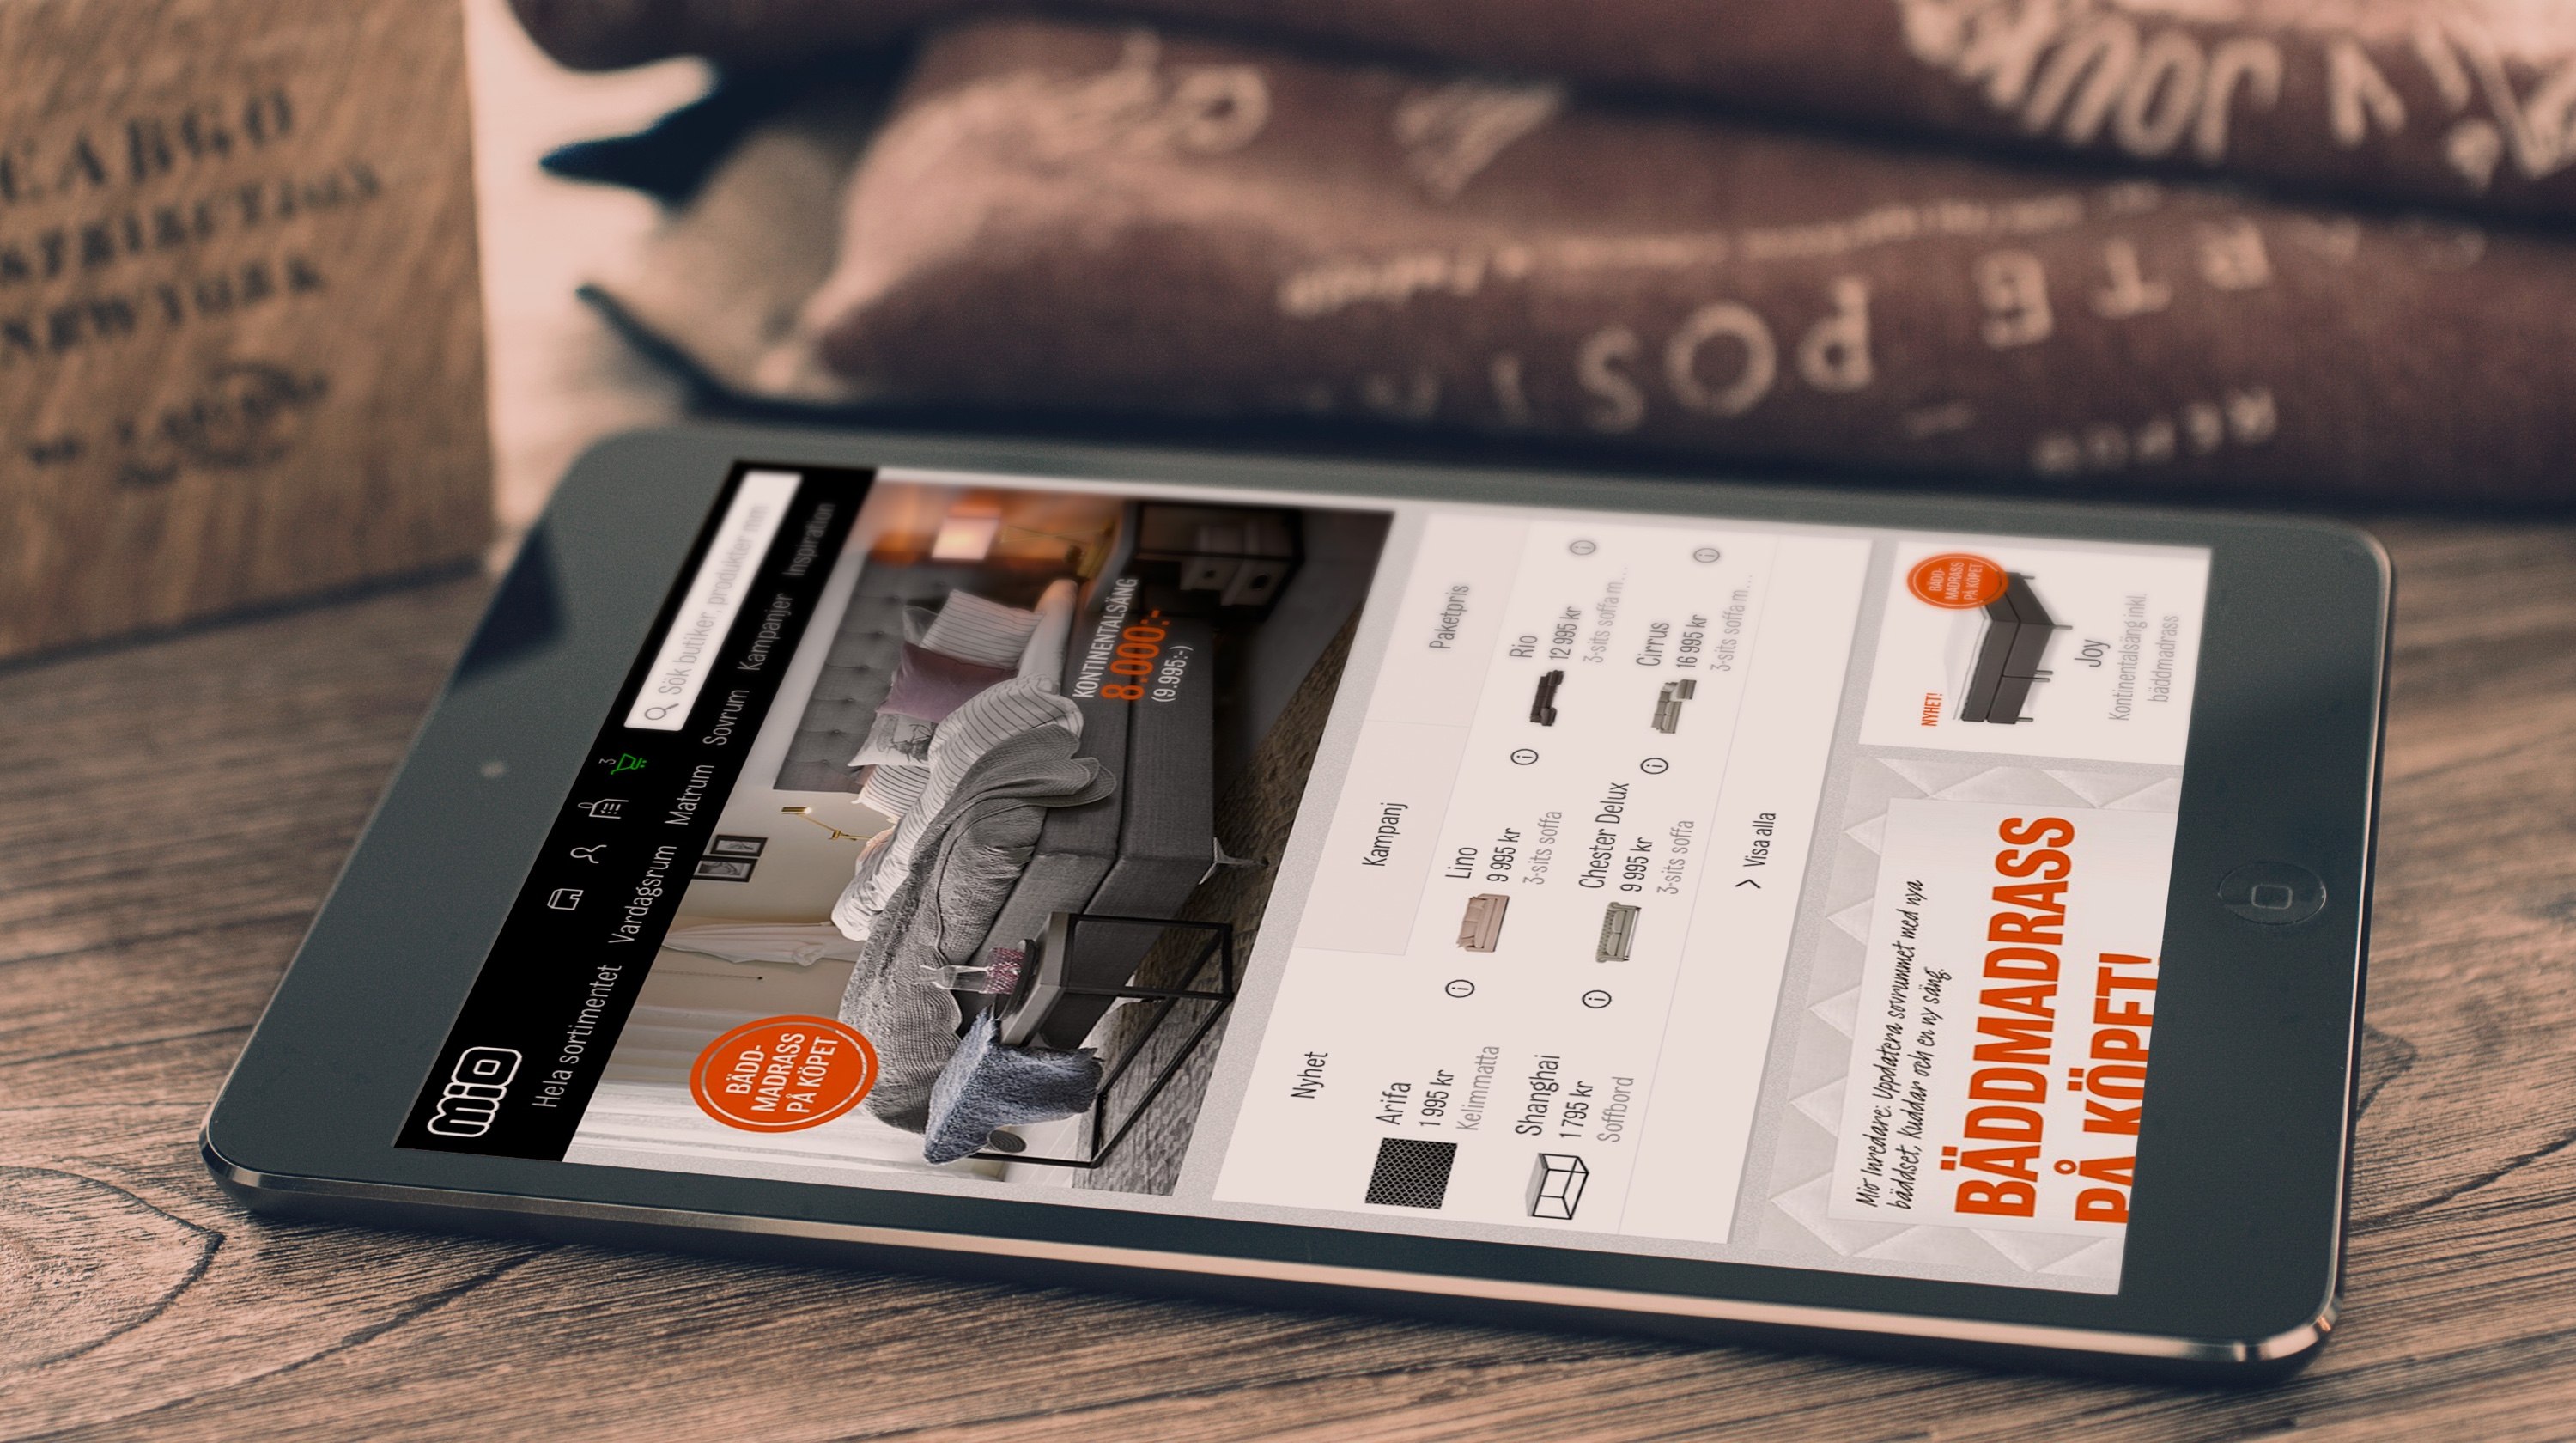 CARGO
NEW YORK
mio
3
Sök butiker, produkter mm
Hela sortimentet Vardagsrum Matrum Sovrum Kampanjer Inspiration
BÄDD-
MADRASS
PÅ KÖPET
KONTINENTALSÄNG
8.000:-
(9.995:-)
Nyhet
Arifa
1 995 kr
Kelimmatta
Shanghai
1 795 kr
Soffbord
Kampanj
Lino
9 995 kr
3-sits soffa
Chester Delux
9 995 kr
3-sits soffa
Paketpris
Rio
12 995 kr
3-sits soffa m...
Cirrus
16 995 kr
3-sits soffa m...
Visa alla
Mio Inredare: Uppdatera sovrummet med nya
bäddset, kuddar och en ny säng.
BÄDDMADRASS
PÅ KÖPET!
NYHET!
BÄDD-
MADRASS
PÅ KÖPET
Joy
Kontinentalsäng inkl.
bäddmadrass